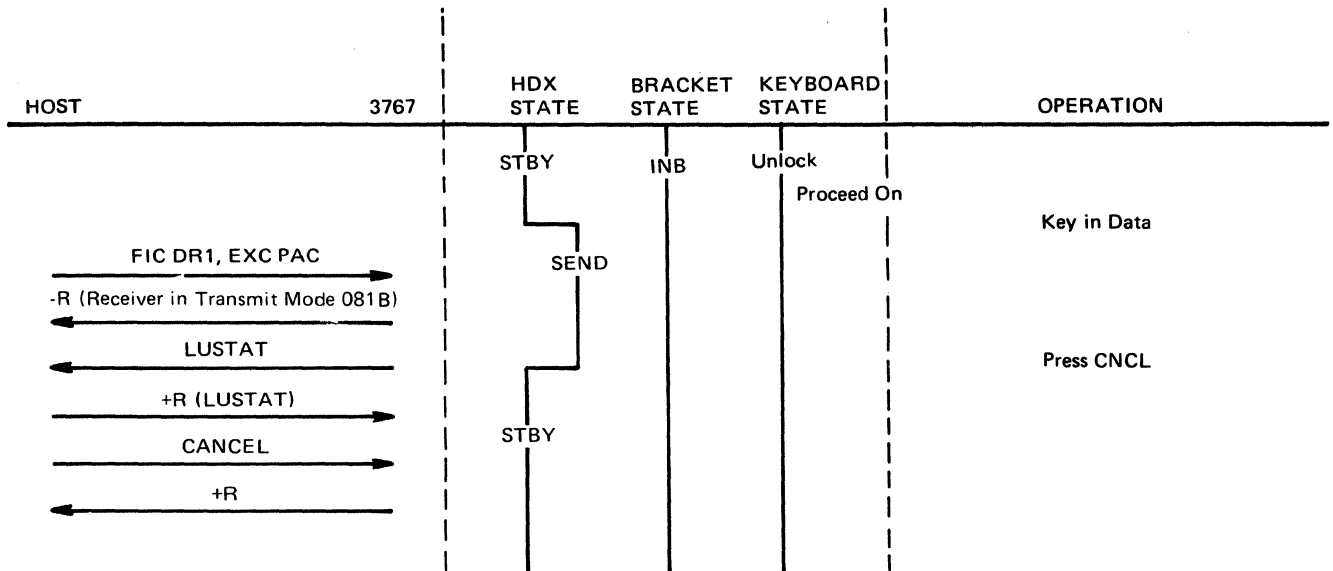 HOST 3767 HDX STATE BRACKET STATE KEYBOARD STATE OPERATION
STBY INB Unlock
Proceed On
Key in Data
FIC DR1, EXC PAC
SEND
-R (Receiver in Transmit Mode 081B)
LUSTAT
Press CNCL
+R (LUSTAT)
STBY
CANCEL
+R